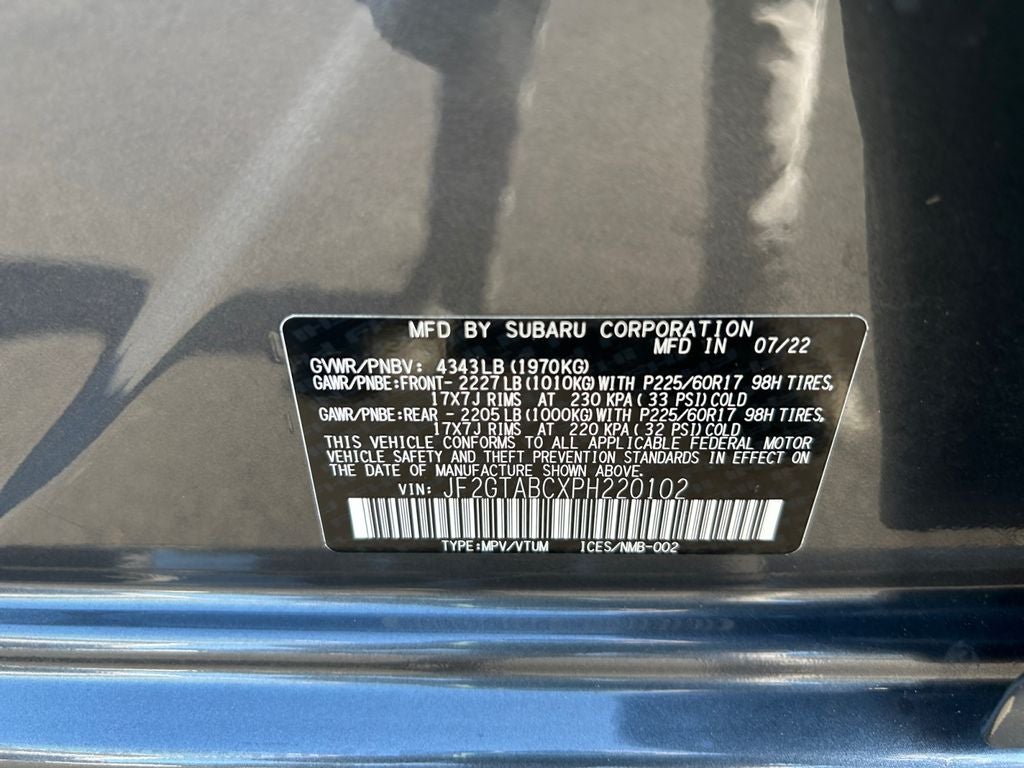 MFD BY SUBARU CORPORATION
MFD IN 07/22
GVWR/PNBV: 4343LB (1970KG)
GAWR/PNBE:FRONT- 2227LB (1010KG) WITH P225/60R17 98H TIRES,
17X7J RIMS AT 230 KPA (33 PSI) COLD
GAWR/PNBE:REAR - 2205LB (1000KG) WITH P225/60R17 98H TIRES,
17X7J RIMS AT 220 KPA (32 PSI) COLD
THIS VEHICLE CONFORMS TO ALL APPLICABLE FEDERAL MOTOR
VEHICLE SAFETY AND THEFT PREVENTION STANDARDS IN EFFECT ON
THE DATE OF MANUFACTURE SHOWN ABOVE.
VIN: JF2GTABCXPH220102
TYPE:MPV/VTUM ICES/NMB-002